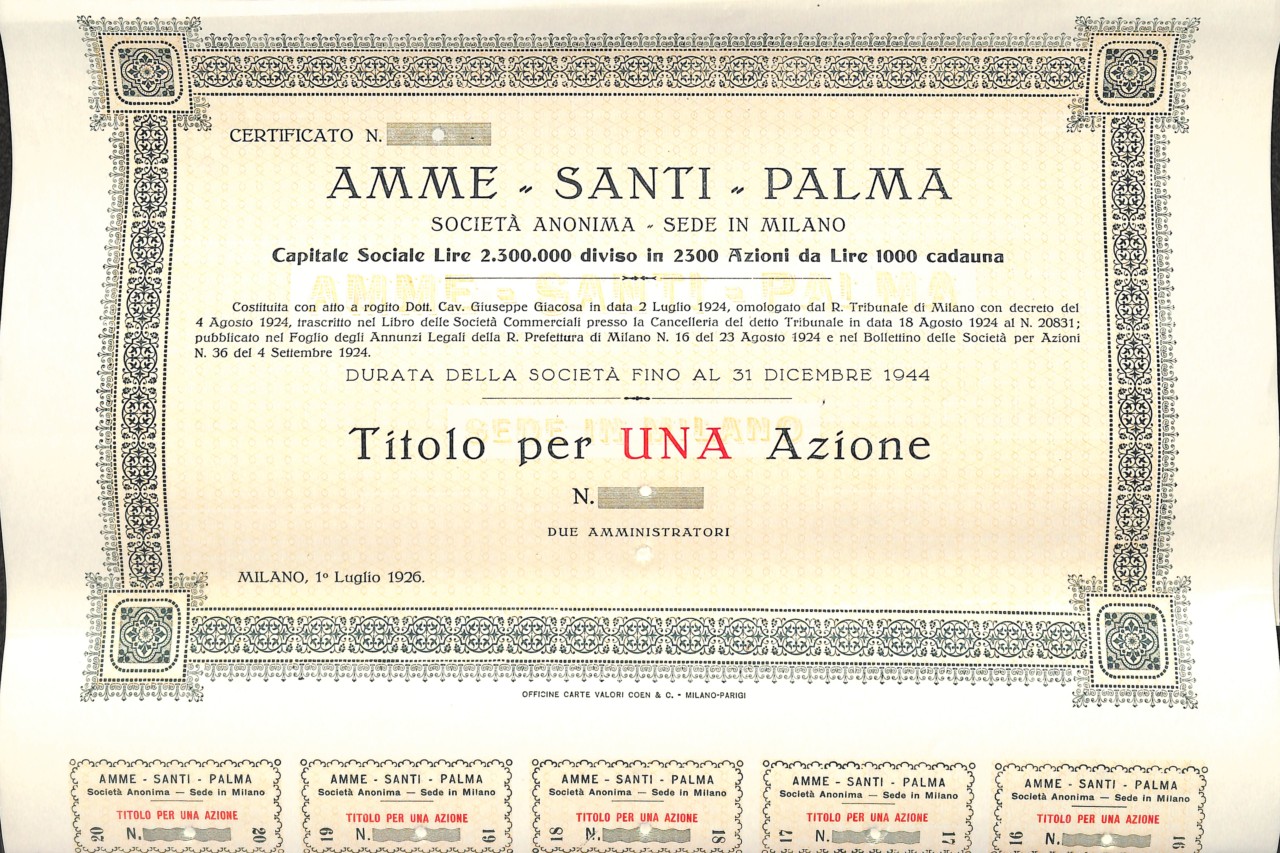 CERTIFICATO N.
AMME - SANTI - PALMA
SOCIETÀ ANONIMA - SEDE IN MILANO
Capitale Sociale Lire 2.300.000 diviso in 2300 Azioni da Lire 1000 cadauna
AMME - SANTI - PALMA
Costituita con atto a rogito Dott. Cav. Giuseppe Giacosa in data 2 Luglio 1924, omologato dal R. Tribunale di Milano con decreto del
4 Agosto 1924, trascritto nel Libro delle Società Commerciali presso la Cancelleria del detto Tribunale in data 18 Agosto 1924 al N. 20831;
pubblicato nel Foglio degli Annunzi Legali della R. Prefettura di Milano N. 16 del 23 Agosto 1924 e nel Bollettino delle Società per Azioni
N. 36 del 4 Settembre 1924.
DURATA DELLA SOCIETÀ FINO AL 31 DICEMBRE 1944
SEDE IN MILANO
Titolo per UNA Azione
N.
DUE AMMINISTRATORI
MILANO, 1º Luglio 1926.
OFFICINE CARTE VALORI COEN & C. - MILANO-PARIGI
AMME - SANTI - PALMA
Società Anonima — Sede in Milano
TITOLO PER UNA AZIONE
20 N. 20
AMME - SANTI - PALMA
Società Anonima — Sede in Milano
TITOLO PER UNA AZIONE
19 N. 19
AMME - SANTI - PALMA
Società Anonima — Sede in Milano
TITOLO PER UNA AZIONE
18 N. 18
AMME - SANTI - PALMA
Società Anonima — Sede in Milano
TITOLO PER UNA AZIONE
17 N. 17
AMME - SANTI - PALMA
Società Anonima — Sede in Milano
TITOLO PER UNA AZIONE
16 N. 16